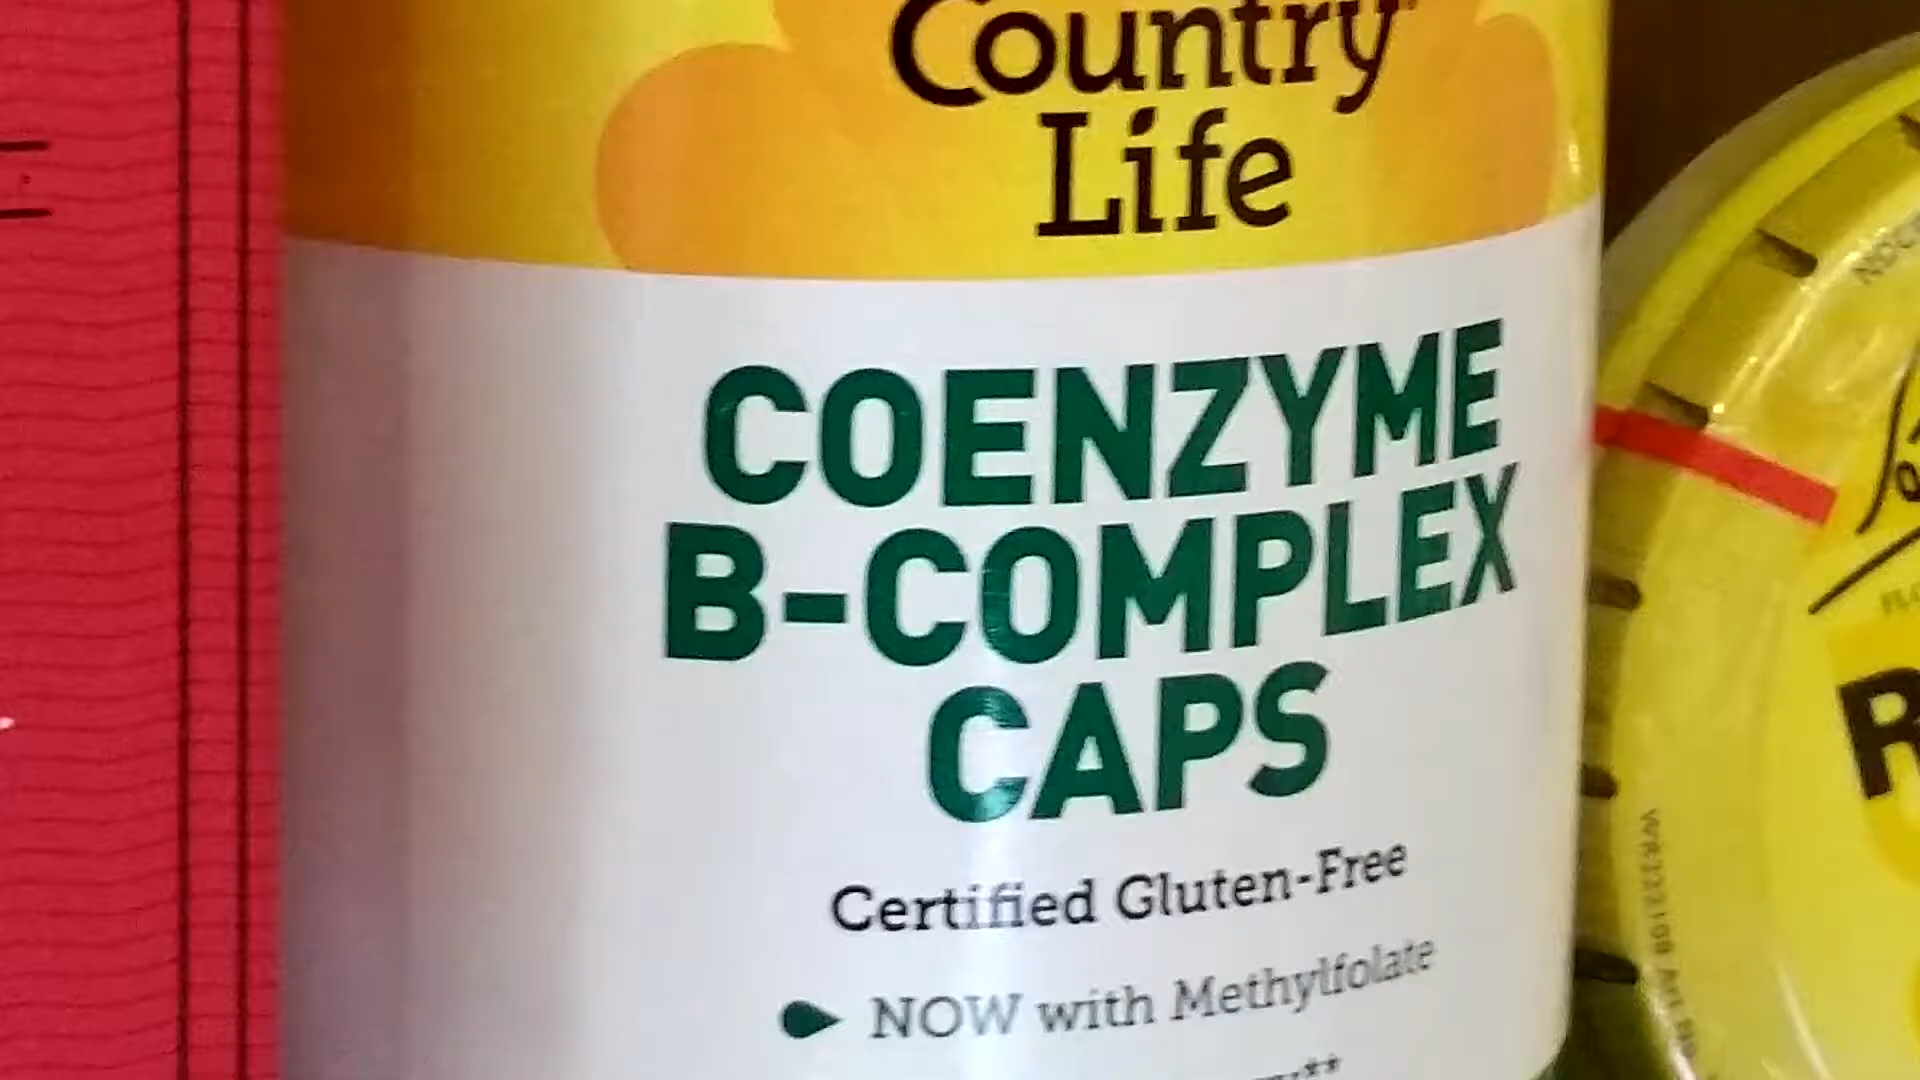 Country
Life
COENZYME
B-COMPLEX
CAPS
Certified Gluten-Free
NOW with Methylfolate